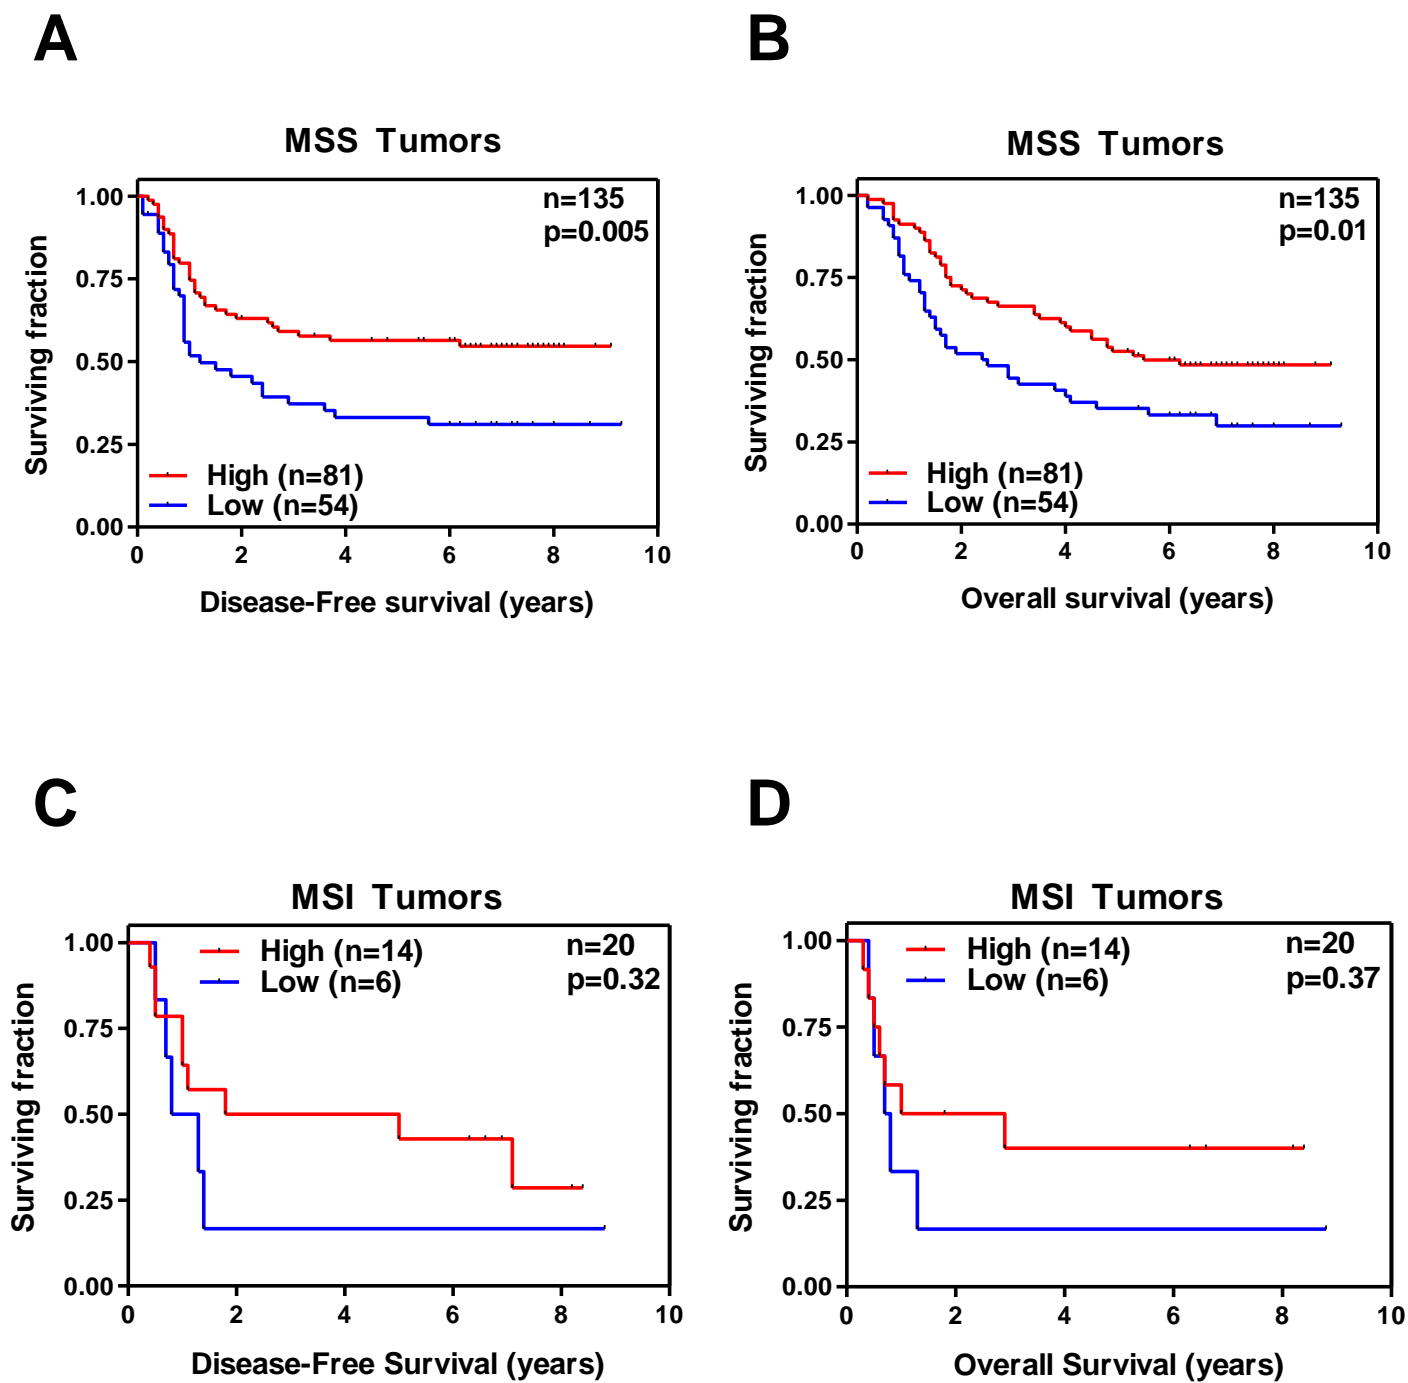 A
MSS Tumors
n=135
p=0.005
1.00
0.75
0.50
0.25
0.00
Surviving fraction
High (n=81)
Low (n=54)
0 2 4 6 8 10
Disease-Free survival (years)
B
MSS Tumors
n=135
p=0.01
1.00
0.75
0.50
0.25
0.00
Surviving fraction
High (n=81)
Low (n=54)
0 2 4 6 8 10
Overall survival (years)
C
MSI Tumors
High (n=14)
Low (n=6)
n=20
p=0.32
1.00
0.75
0.50
0.25
0.00
Surviving fraction
0 2 4 6 8 10
Disease-Free Survival (years)
D
MSI Tumors
High (n=14)
Low (n=6)
n=20
p=0.37
1.00
0.75
0.50
0.25
0.00
Surviving fraction
0 2 4 6 8 10
Overall Survival (years)